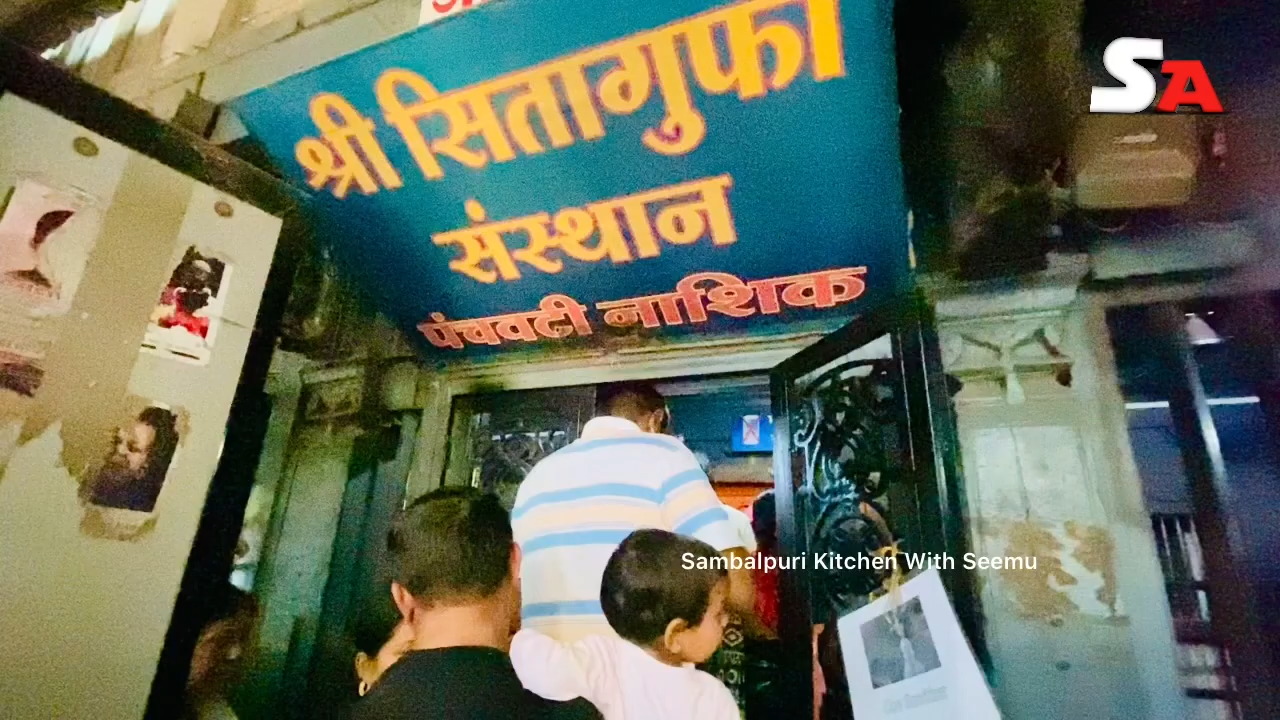 SA
श्री सितागुफा
संस्थान
पंचवटी नाशिक
Sambalpuri Kitchen With Seemu